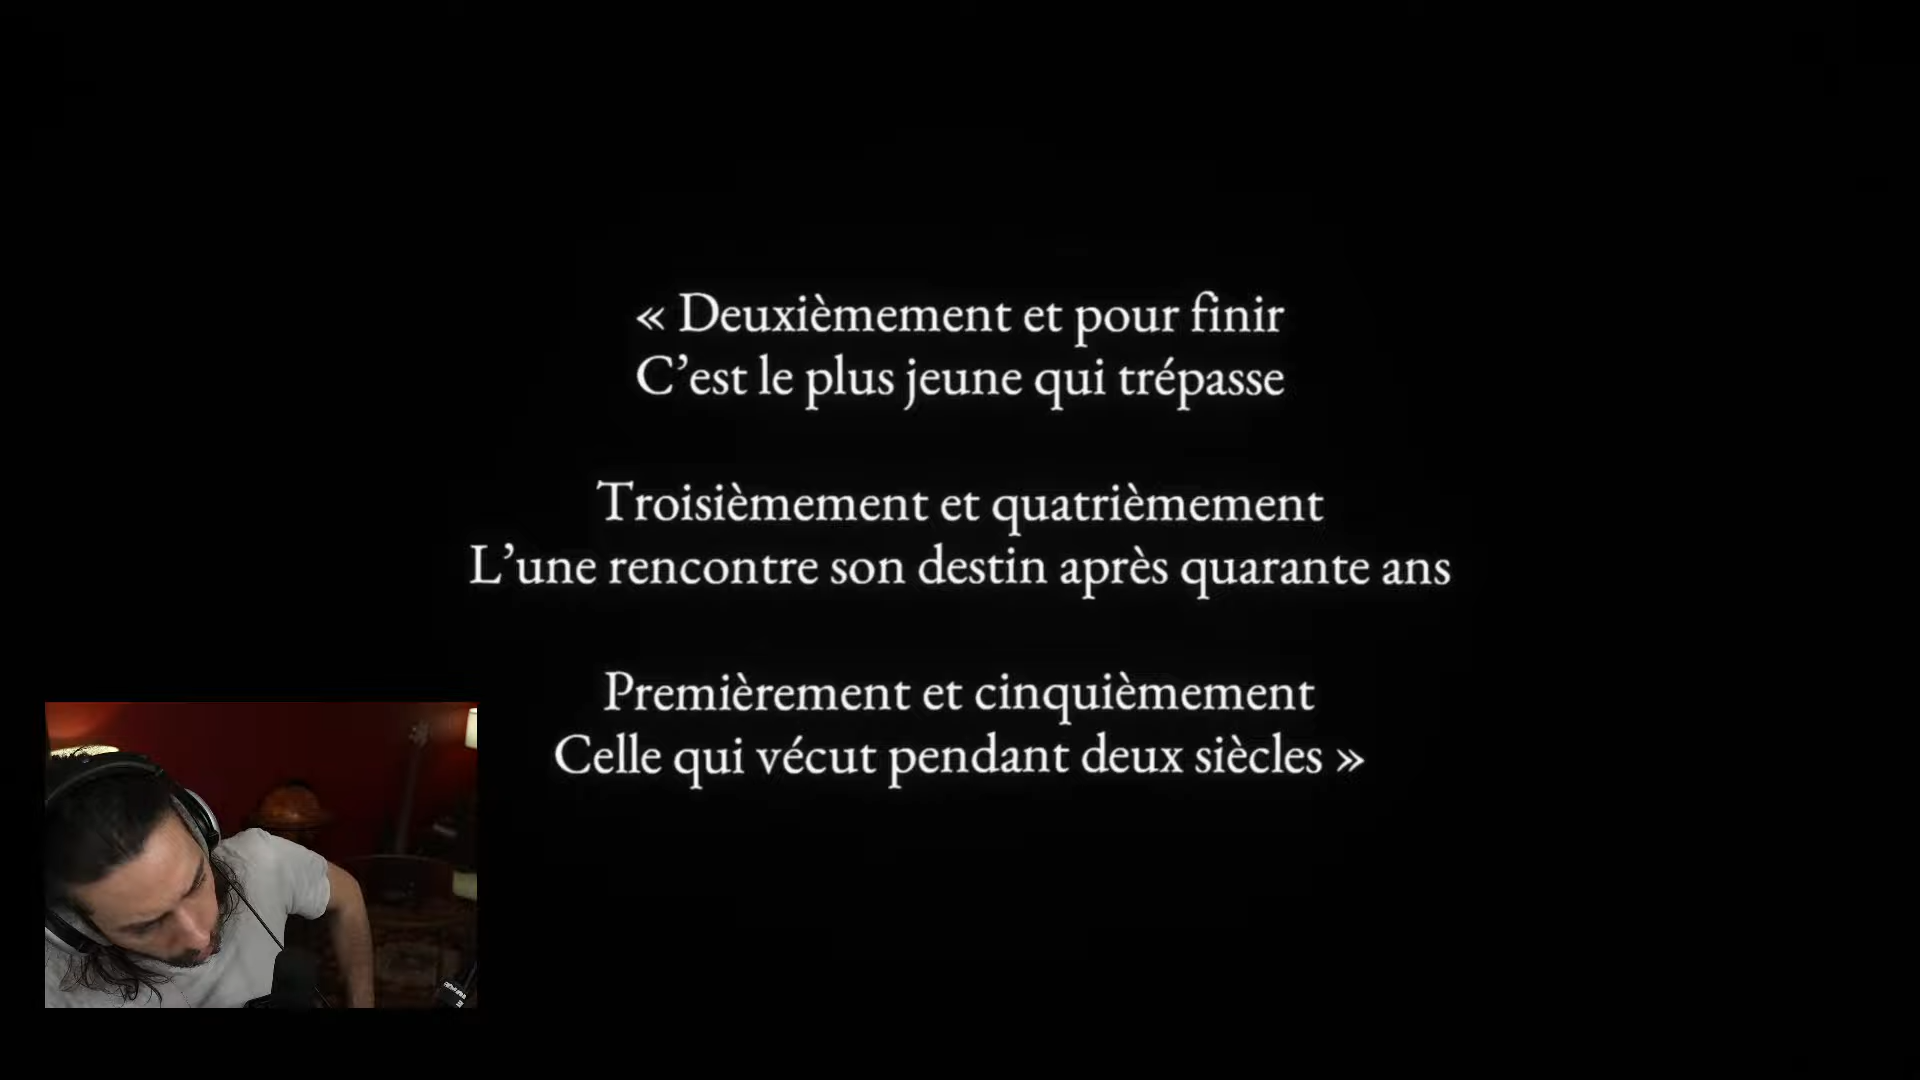 « Deuxièmement et pour finir
C’est le plus jeune qui trépasse
Troisièmement et quatrièmement
L’une rencontre son destin après quarante ans
Premièrement et cinquièmement
Celle qui vécut pendant deux siècles »